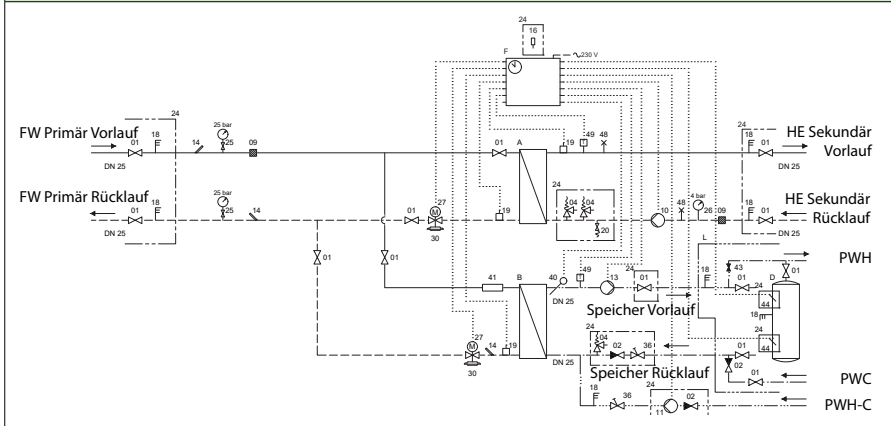 24
16
F
230 V
24
25 bar
49
48
24
FW Primär Vorlauf
01
18
14
25
09
01
A
19
T
18
01
HE Sekundär
Vorlauf
DN 25
DN 25
24
25 bar
27
04
04
4 bar
FW Primär Rücklauf
01
18
25
14
01
M
19
10
48
26
09
18
01
HE Sekundär
Rücklauf
DN 25
30
20
DN 25
L
PWH
01
01
49
24
43
01
41
B
40
T
13
01
18
01
24
D
DN 25
44
Speicher Vorlauf
18
27
24
24
M
14
19
04
02
36
01
44
30
DN 25
Speicher Rücklauf
02
01
PWC
24
18
36
11
02
PWH-C